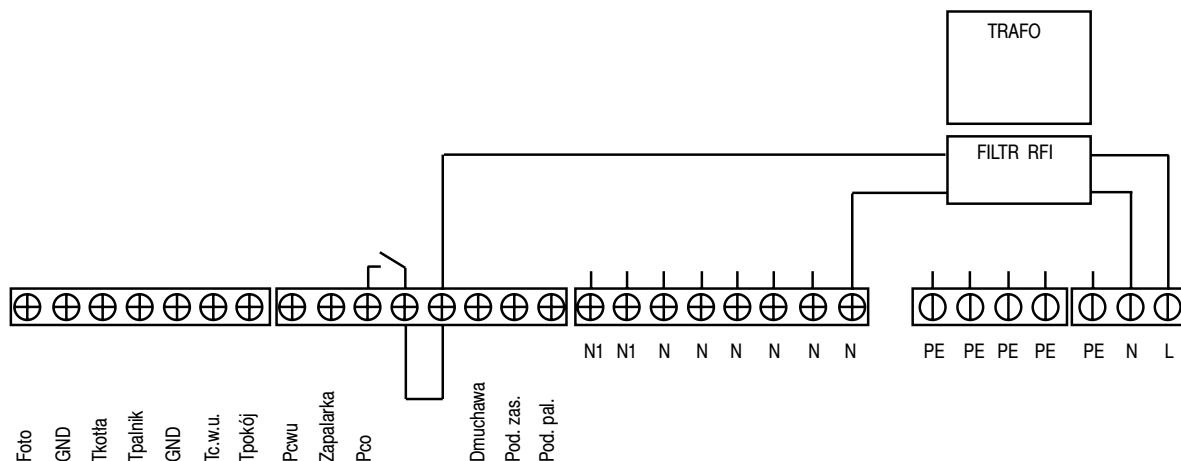 TRAFO
FILTR RFI
N1 N1 N N N N N N
PE PE PE PE PE N L
Foto
GND
Tkotła
Tpalnik
GND
Tc.w.u.
Tpokój
Pcwu
Zapalarka
Pco
Dmuchawa
Pod. zas.
Pod. pal.